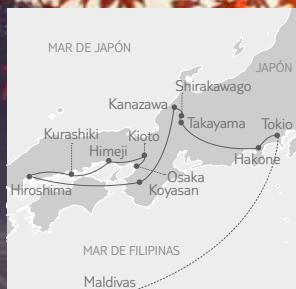 MAR DE JAPÓN
JAPÓN
Shirakawago
Kanazawa
Takayama
Tokio
Kurashiki
Kioto
Himeji
Hakone
Osaka
Hiroshima
Koyasan
MAR DE FILIPINAS
Maldivas